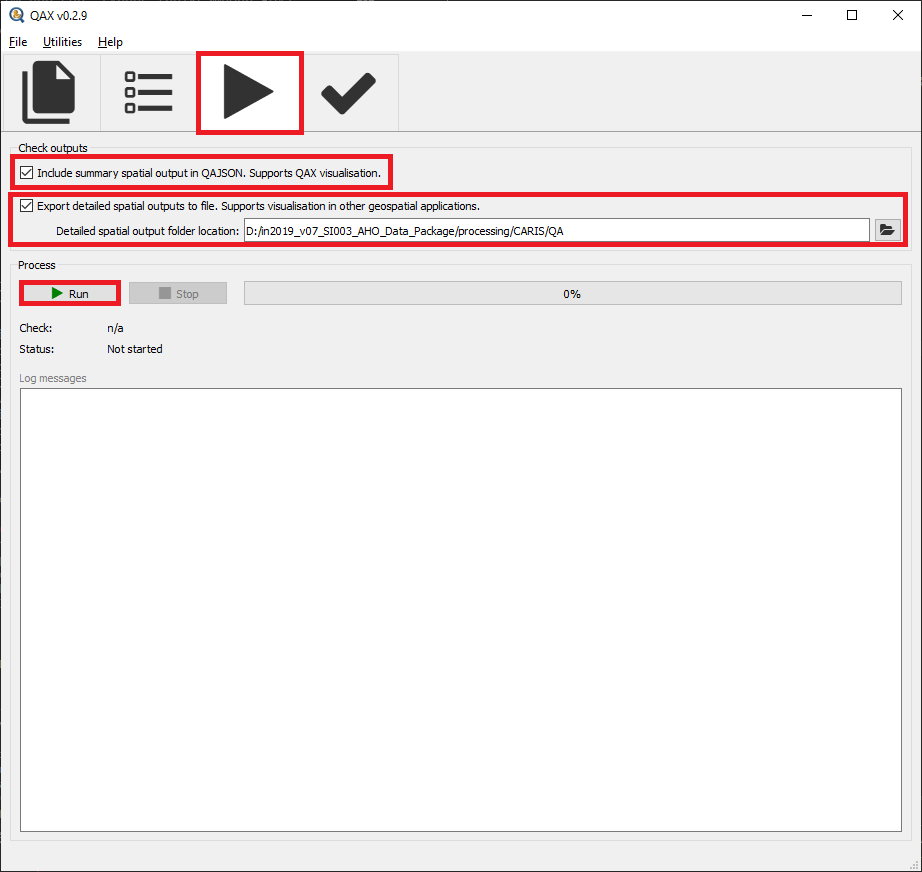 QAX v0.2.9
File Utilities Help
Check outputs
Include summary spatial output in QAJSON. Supports QAX visualisation.
Export detailed spatial outputs to file. Supports visualisation in other geospatial applications.
Detailed spatial output folder location: D:/in2019_v07_SI003_AHO_Data_Package/processing/CARIS/QA
Process
Run Stop 0%
Check: n/a
Status: Not started
Log messages